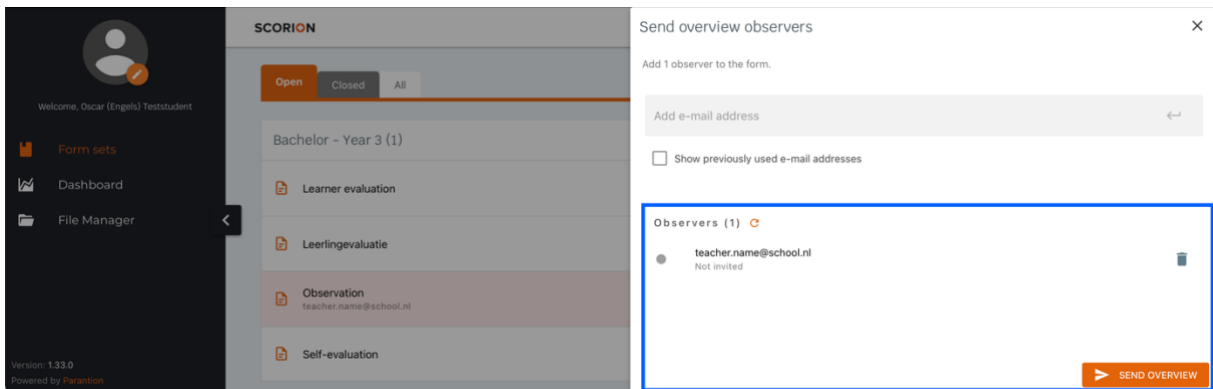 Welcome, Oscar (Engels) Teststudent
Form sets
Dashboard
File Manager
Version: 1.33.0
Powered by Parantion
SCORION
Open
Closed
All
Bachelor - Year 3 (1)
Learner evaluation
Leerlingevaluatie
Observation
teacher.name@school.nl
Self-evaluation
Send overview observers
Add 1 observer to the form.
Add e-mail address
Show previously used e-mail addresses
Observers (1)
teacher.name@school.nl
Not invited
SEND OVERVIEW